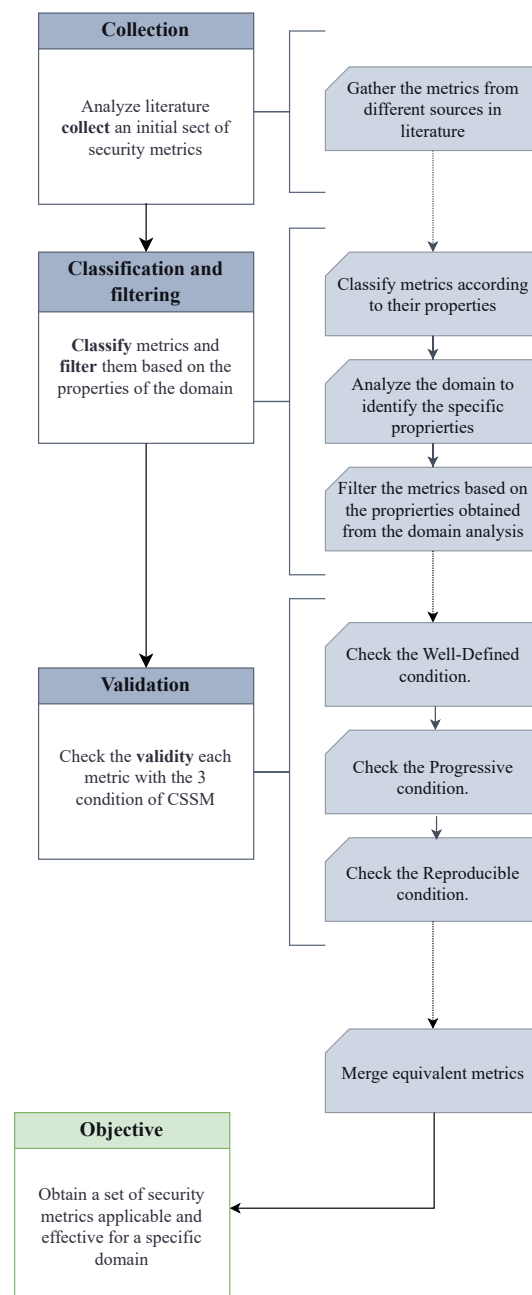 Collection
Analyze literature
collect an initial sect of
security metrics
Gather the metrics from
different sources in
literature
Classification and
filtering
Classify metrics and
filter them based on the
properties of the domain
Classify metrics according
to their properties
Analyze the domain to
identify the specific
proprierties
Filter the metrics based on
the proprierties obtained
from the domain analysis
Validation
Check the validity each
metric with the 3
condition of CSSM
Check the Well-Defined
condition.
Check the Progressive
condition.
Check the Reproducible
condition.
Merge equivalent metrics
Objective
Obtain a set of security
metrics applicable and
effective for a specific
domain